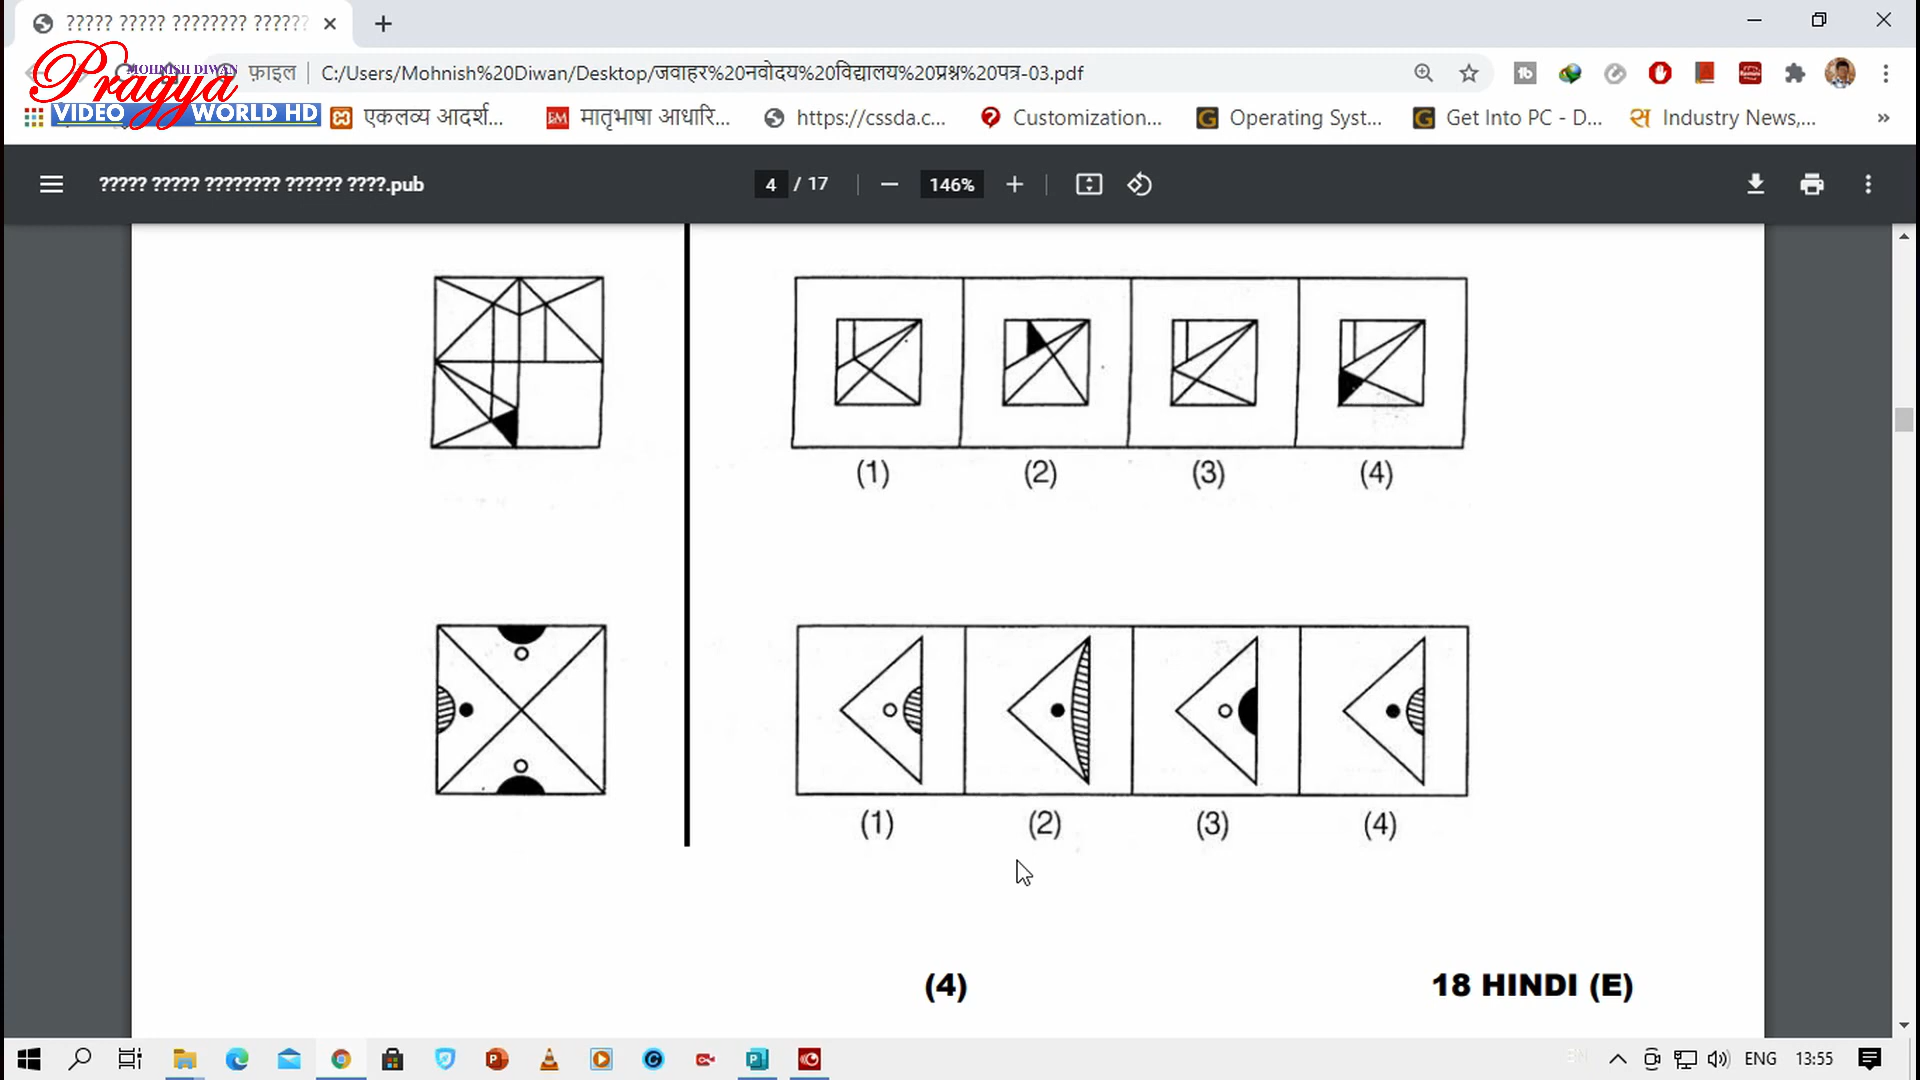 ????? ????? ???????? ??????
Pragya
MOHNISH DIWAN
VIDEO WORLD HD
फ़ाइल
C:/Users/Mohnish%20Diwan/Desktop/जवाहर%20नवोदय%20विद्यालय%20प्रश्न%20पत्र-03.pdf
एकलव्य आदर्श...
मातृभाषा आधारि...
https://cssda.c...
Customization...
Operating Syst...
Get Into PC - D...
Industry News,...
»
????? ????? ???????? ?????? ????.pub
4 / 17
146%
(1) (2) (3) (4)
(1) (2) (3) (4)
(4)
18 HINDI (E)
ENG
13:55